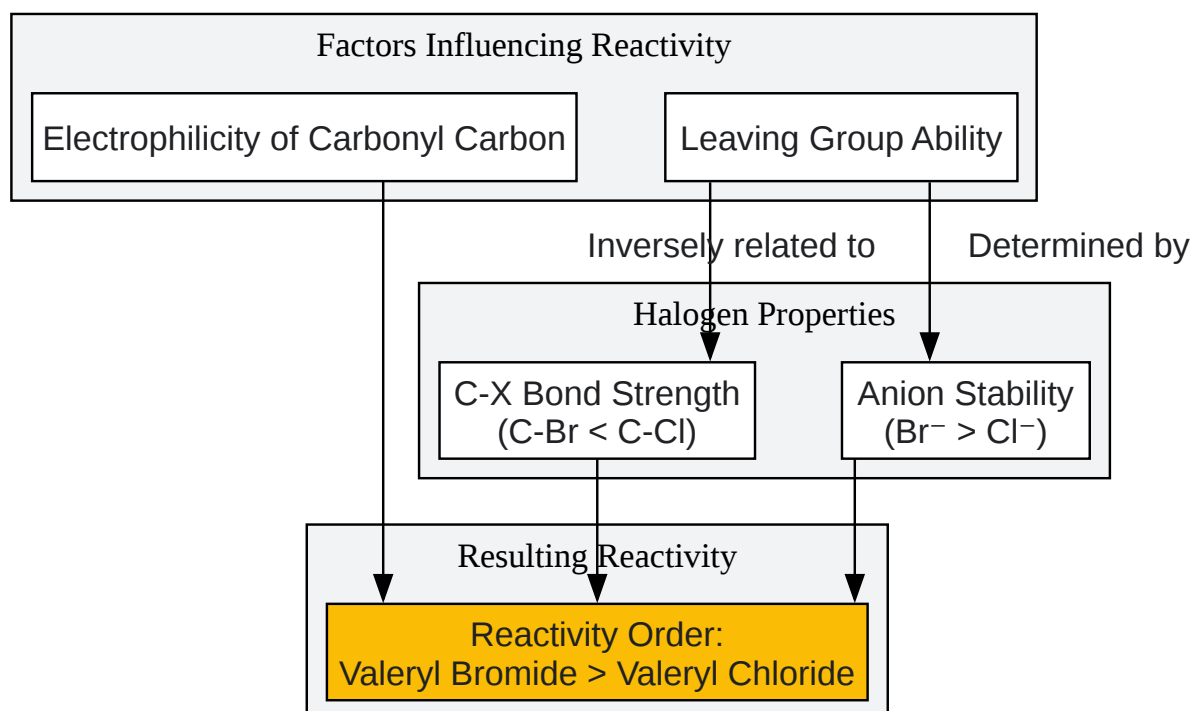 Factors Influencing Reactivity
Electrophilicity of Carbonyl Carbon
Leaving Group Ability
Inversely related to
Determined by
Halogen Properties
C-X Bond Strength
(C-Br < C-Cl)
Anion Stability
(Br⁻ > Cl⁻)
Resulting Reactivity
Reactivity Order:
Valeryl Bromide > Valeryl Chloride